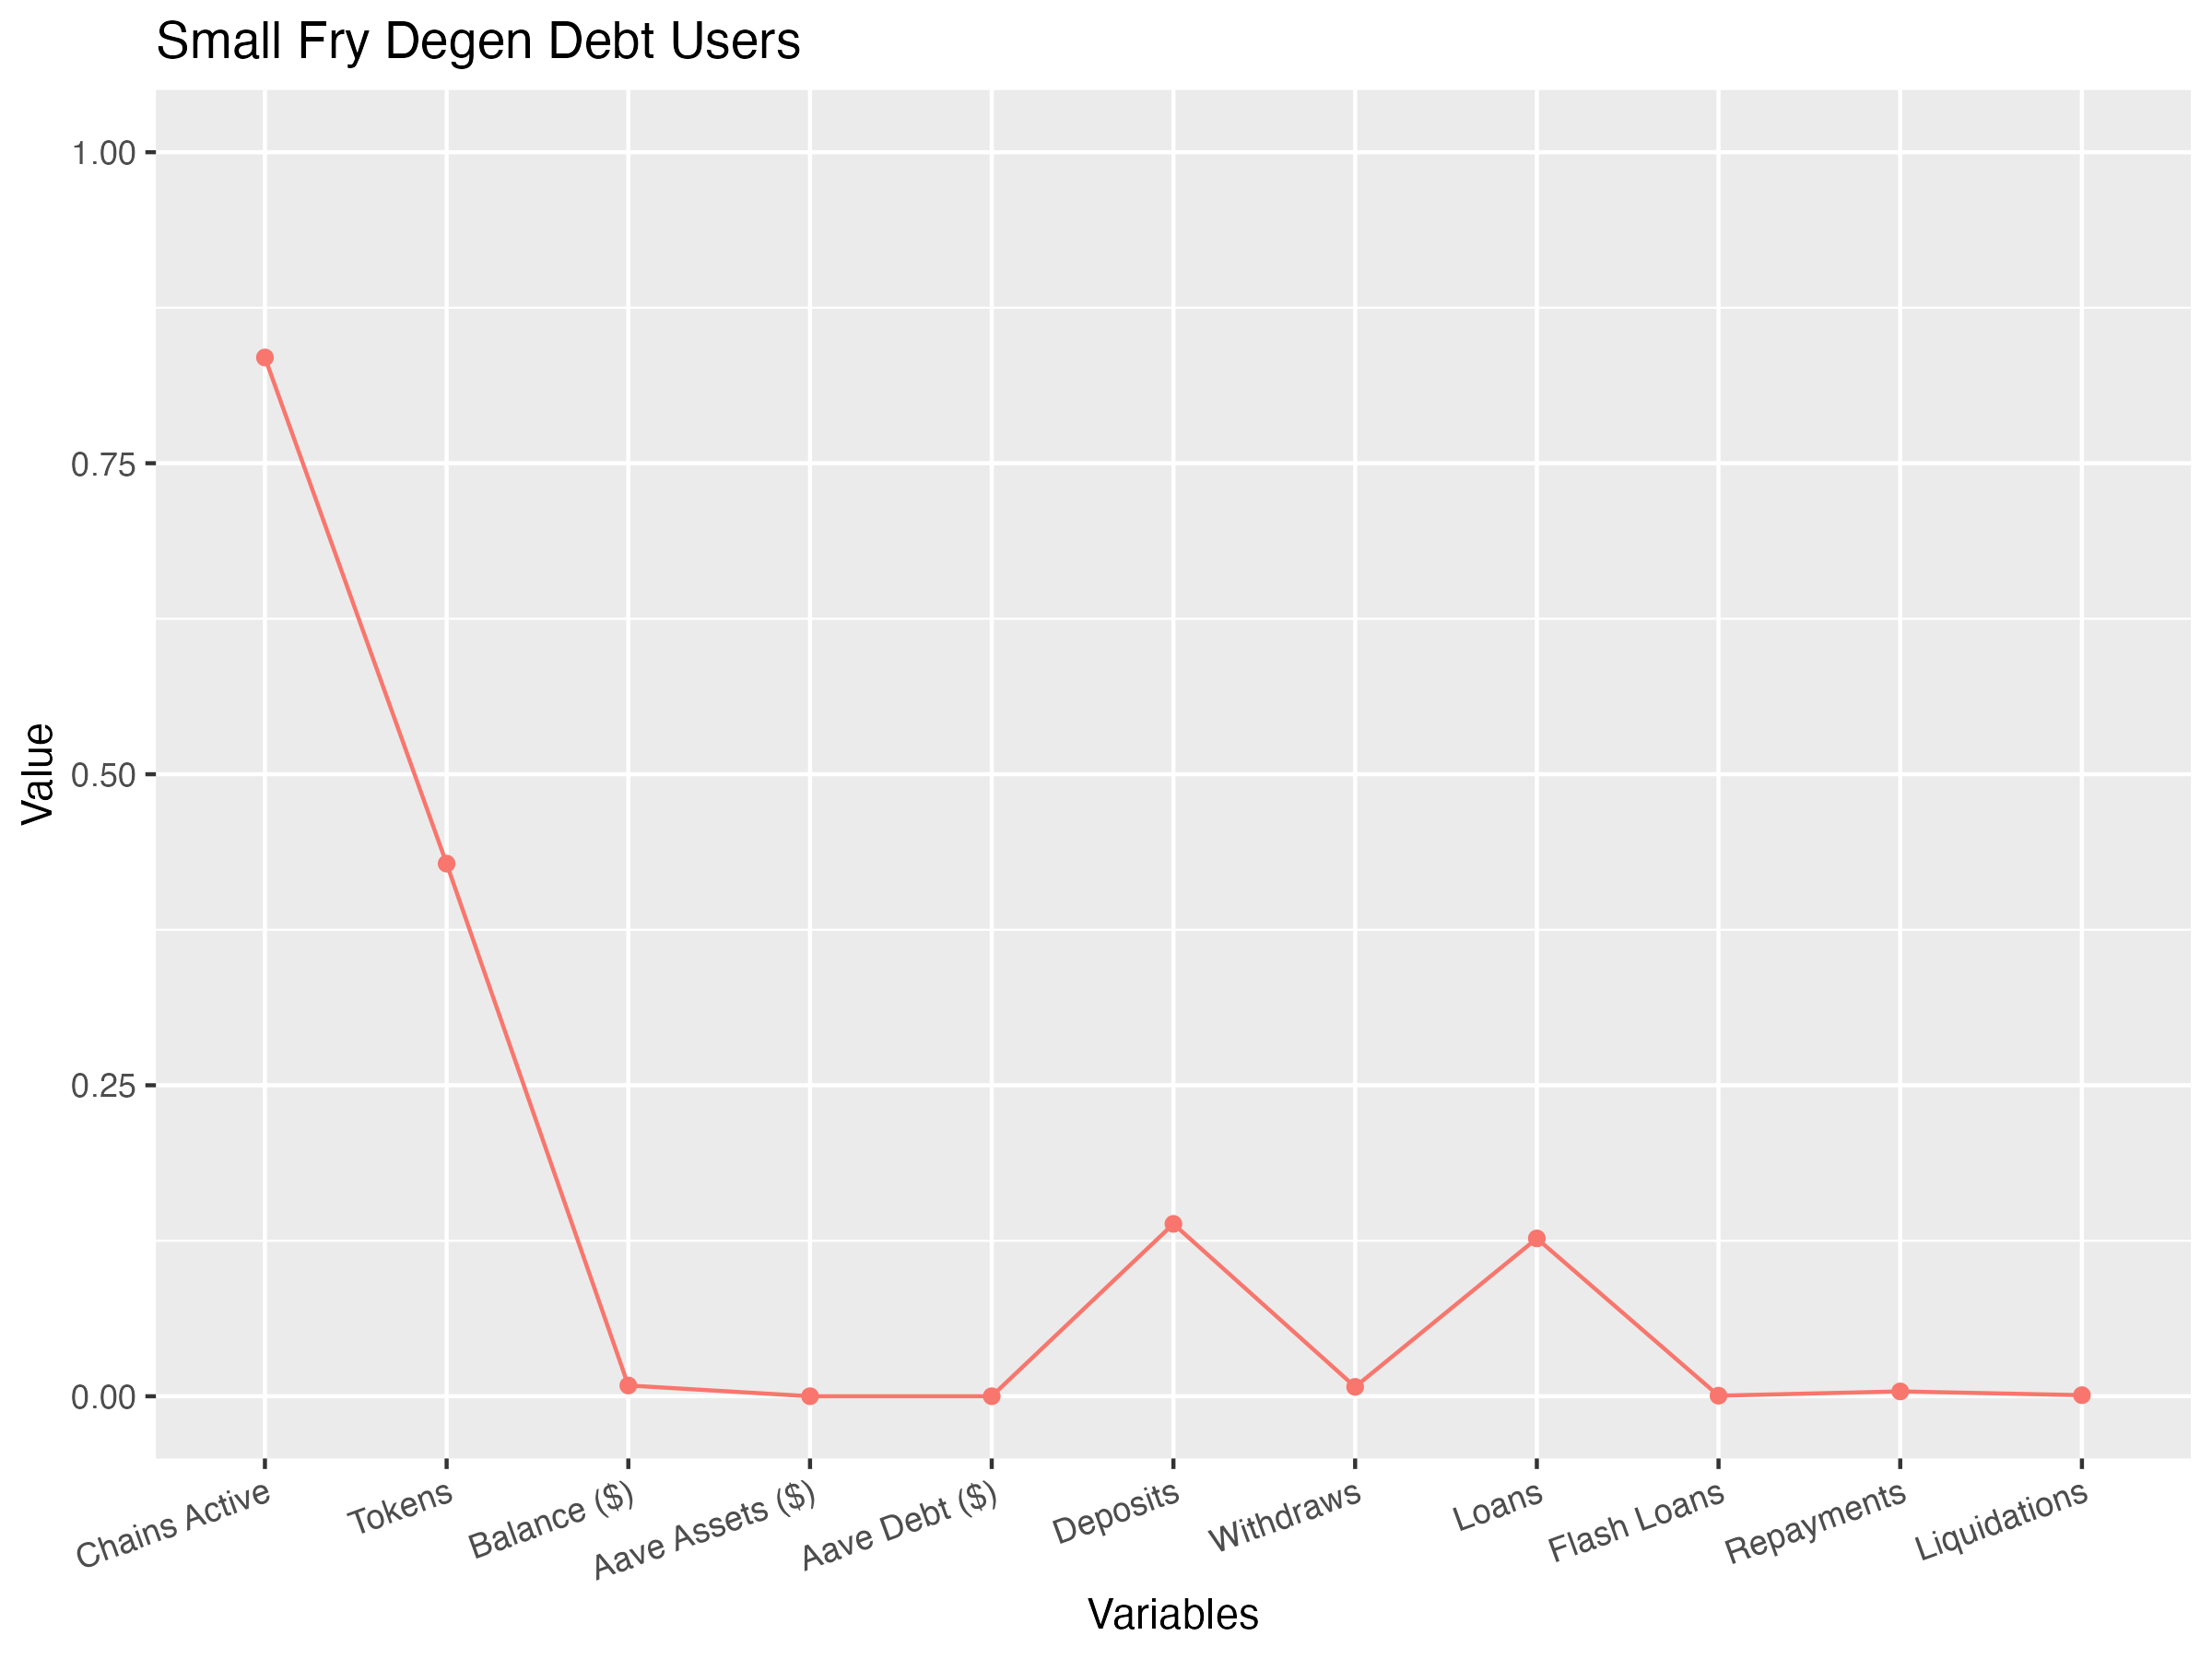 Small Fry Degen Debt Users
Value
1.00
0.75
0.50
0.25
0.00
Chains Active
Tokens
Balance ($)
Aave Assets ($)
Aave Debt ($)
Deposits
Withdraws
Loans
Flash Loans
Repayments
Liquidations
Variables